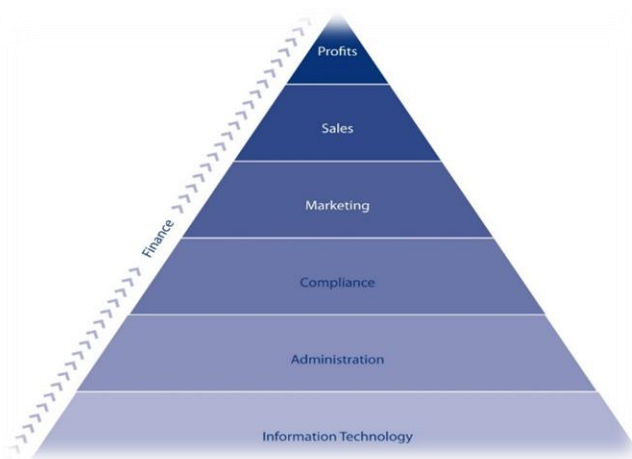 Profits
Sales
Marketing
Finance
Compliance
Administration
Information Technology